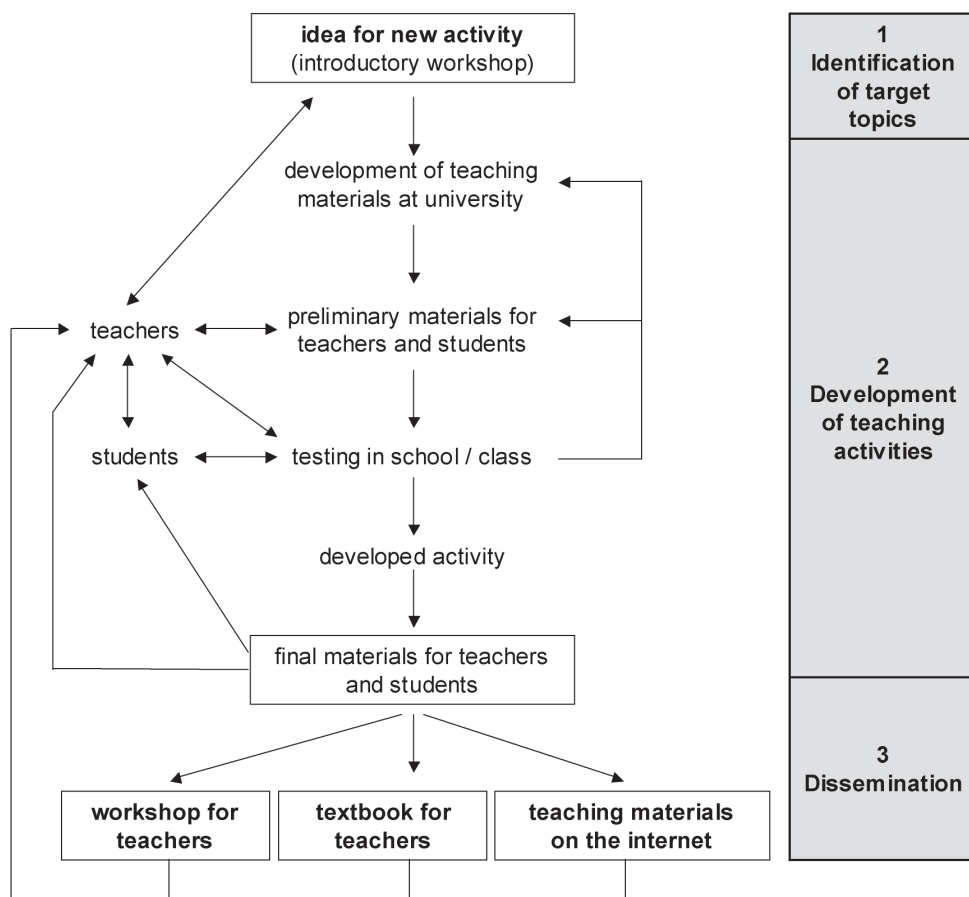 idea for new activity
(introductory workshop)
1
Identification
of target
topics
development of teaching
materials at university
teachers
preliminary materials for
teachers and students
2
Development
of teaching
activities
students
testing in school / class
developed activity
final materials for teachers
and students
3
Dissemination
workshop for
teachers
textbook for
teachers
teaching materials
on the internet